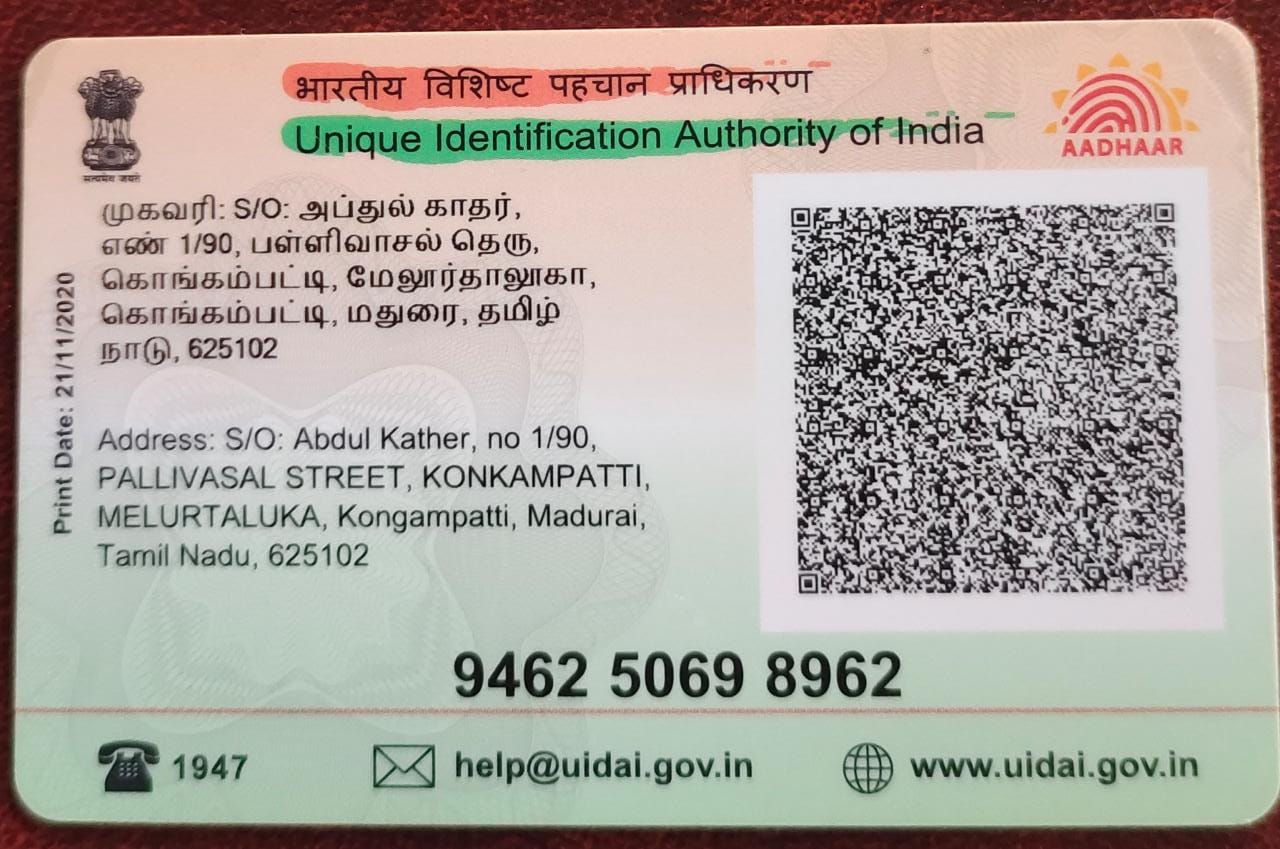 भारतीय विशिष्ट पहचान प्राधिकरण
Unique Identification Authority of India
AADHAAR
सत्यमेव जयते
முகவரி: S/O: அப்துல் காதர்,
எண் 1/90, பள்ளிவாசல் தெரு,
கொங்கம்பட்டி, மேலூர்தாலூகா,
கொங்கம்பட்டி, மதுரை, தமிழ்
நாடு, 625102
Print Date: 21/11/2020
Address: S/O: Abdul Kather, no 1/90,
PALLIVASAL STREET, KONKAMPATTI,
MELURTALUKA, Kongampatti, Madurai,
Tamil Nadu, 625102
9462 5069 8962
1947 help@uidai.gov.in www.uidai.gov.in